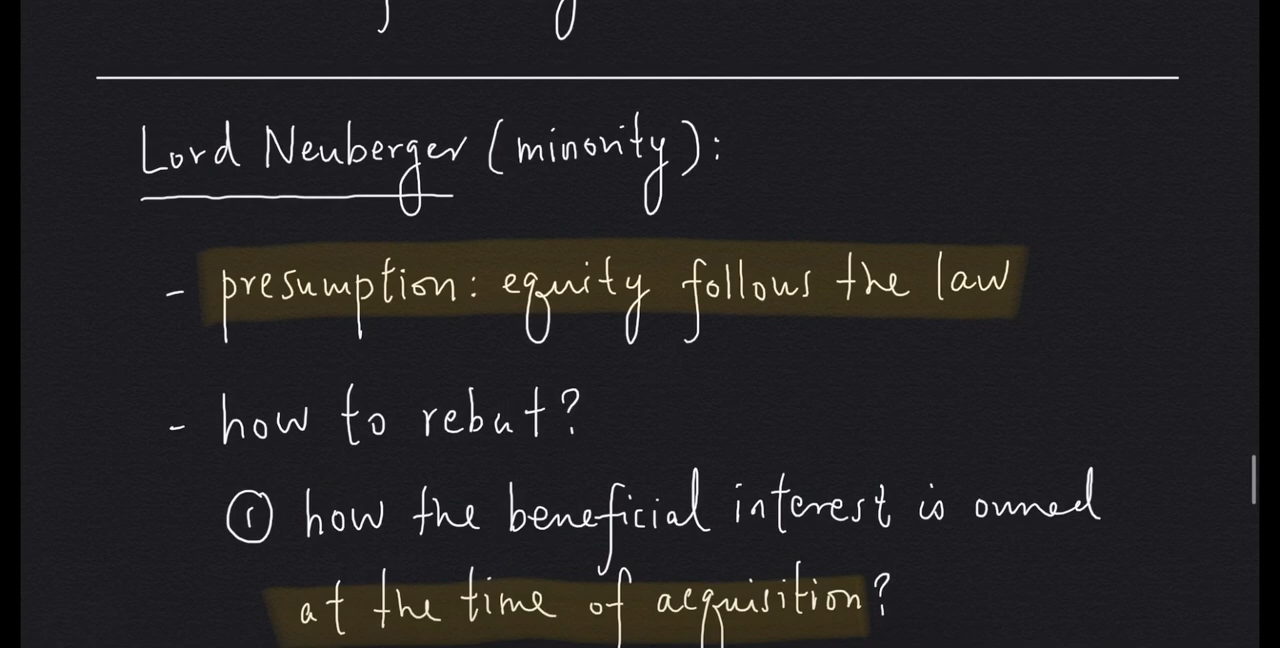 Lord Neuberger (minority):
- presumption: equity follows the law
- how to rebut?
① how the beneficial interest is owned
at the time of acquisition?